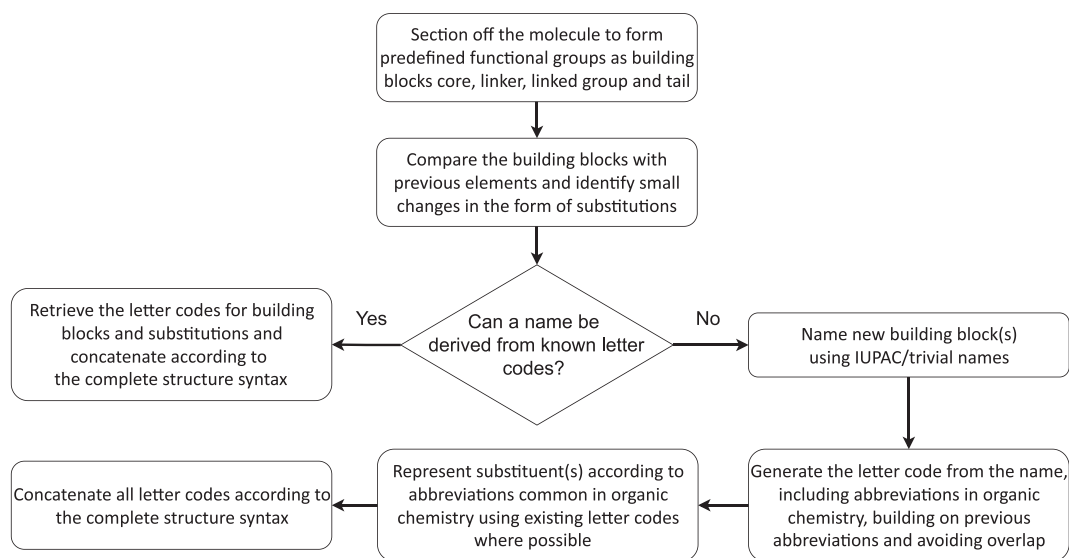 Section off the molecule to form
predefined functional groups as building
blocks core, linker, linked group and tail
Compare the building blocks with
previous elements and identify small
changes in the form of substitutions
Can a name be
derived from known letter
codes?
Yes
No
Retrieve the letter codes for building
blocks and substitutions and
concatenate according to
the complete structure syntax
Name new building block(s)
using IUPAC/trivial names
Generate the letter code from the name,
including abbreviations in organic
chemistry, building on previous
abbreviations and avoiding overlap
Represent substituent(s) according to
abbreviations common in organic
chemistry using existing letter codes
where possible
Concatenate all letter codes according to
the complete structure syntax